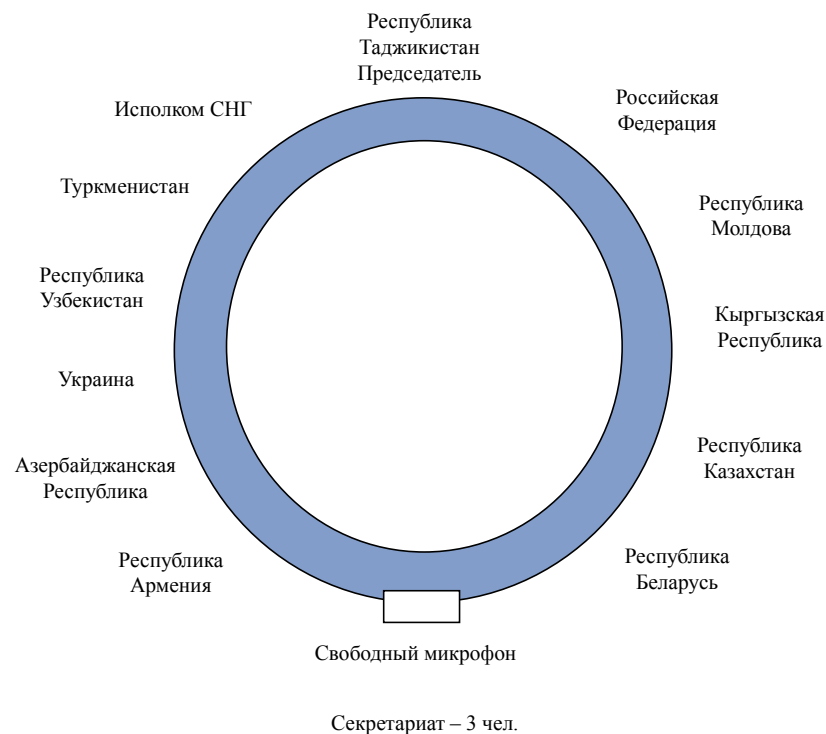 Республика
Таджикистан
Председатель
Исполком СНГ
Российская
Федерация
Туркменистан
Республика
Молдова
Республика
Узбекистан
Кыргызская
Республика
Украина
Республика
Казахстан
Азербайджанская
Республика
Республика
Армения
Республика
Беларусь
Свободный микрофон
Секретариат – 3 чел.